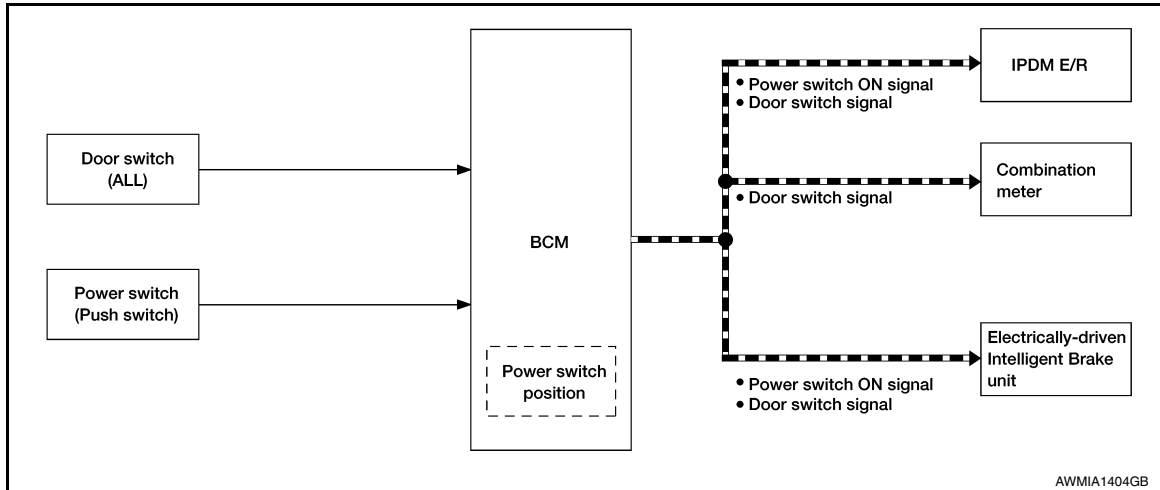 Door switch
(ALL)
Power switch
(Push switch)
BCM
Power switch
position
• Power switch ON signal
• Door switch signal
IPDM E/R
• Door switch signal
Combination
meter
• Power switch ON signal
• Door switch signal
Electrically-driven
Intelligent Brake
unit
AWMIA1404GB